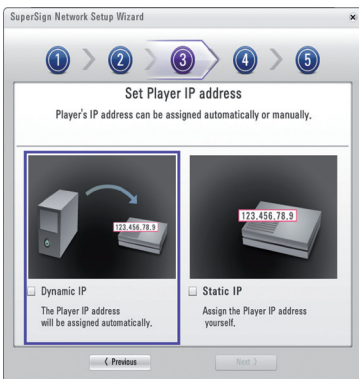 SuperSign Network Setup Wizard
1 2 3 4 5
Set Player IP address
Player's IP address can be assigned automatically or manually.
123.456.78.9
123.456.78.9
Dynamic IP
The Player IP address
will be assigned automatically.
Static IP
Assign the Player IP address
yourself.
< Previous
Next >